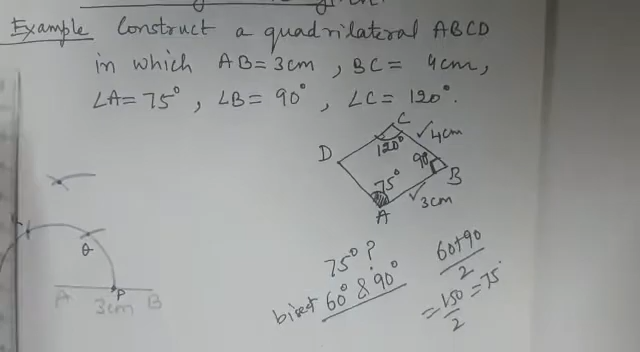 Example Construct a quadrilateral ABCD
in which AB = 3cm, BC = 4cm,
∠A = 75°, ∠B = 90°, ∠C = 120°.
C
120°
4cm
D
90°
B
75°
3cm
A
θ
A
3cm
P
B
75° ?
bisect 60° & 90°
60+90
2
= 150 = 75
2